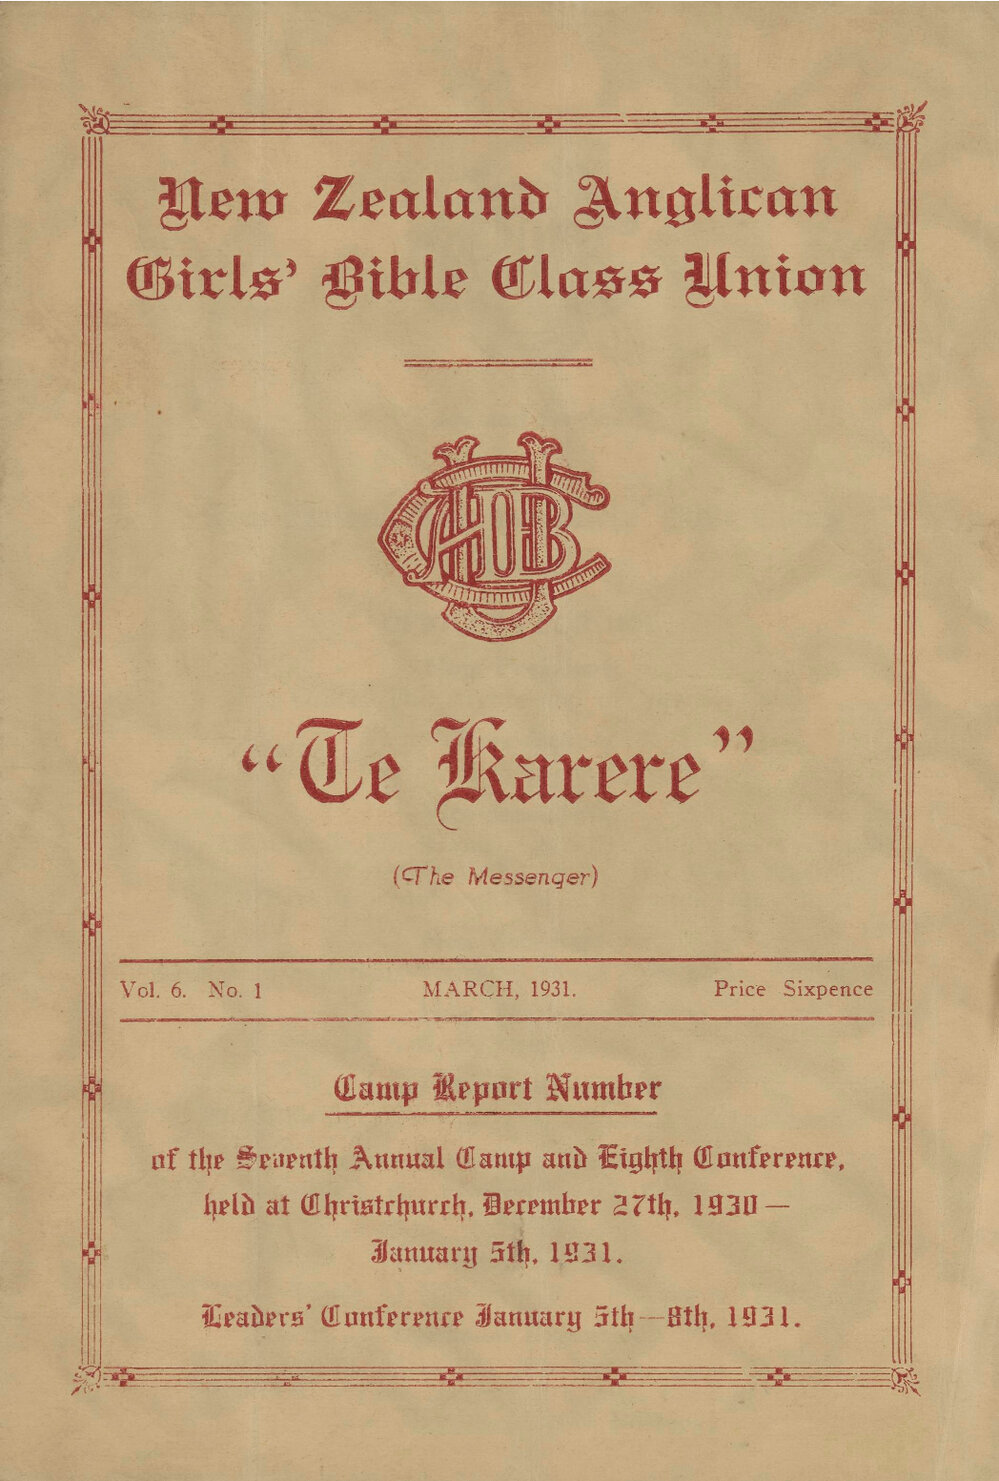 New Zealand Anglican
Girls' Bible Class Union
"Te Karere"
(The Messenger)
Vol. 6. No. 1 MARCH, 1931. Price Sixpence
Camp Report Number
of the Seventh Annual Camp and Eighth Conference,
held at Christchurch, December 27th, 1930 —
January 5th, 1931.
Leaders' Conference January 5th—8th, 1931.